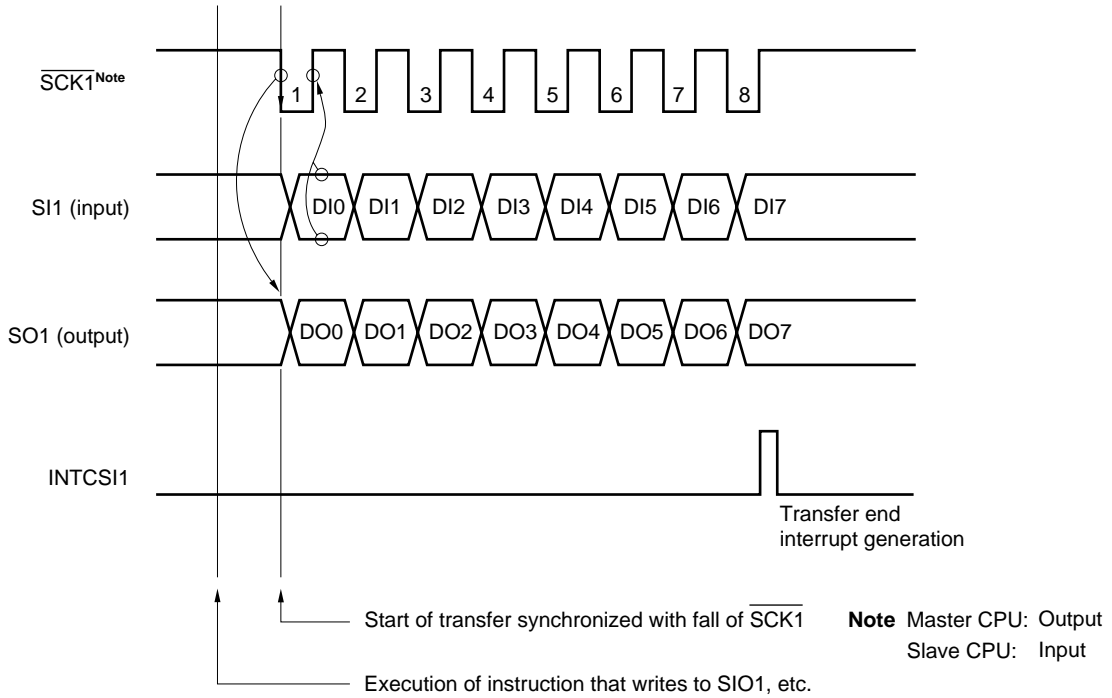 SCK1 Note
1 2 3 4 5 6 7 8
SI1 (input)
DI0 DI1 DI2 DI3 DI4 DI5 DI6 DI7
SO1 (output)
DO0 DO1 DO2 DO3 DO4 DO5 DO6 DO7
INTCSI1
Transfer end
interrupt generation
Start of transfer synchronized with fall of SCK1
Note Master CPU: Output
Slave CPU: Input
Execution of instruction that writes to SIO1, etc.